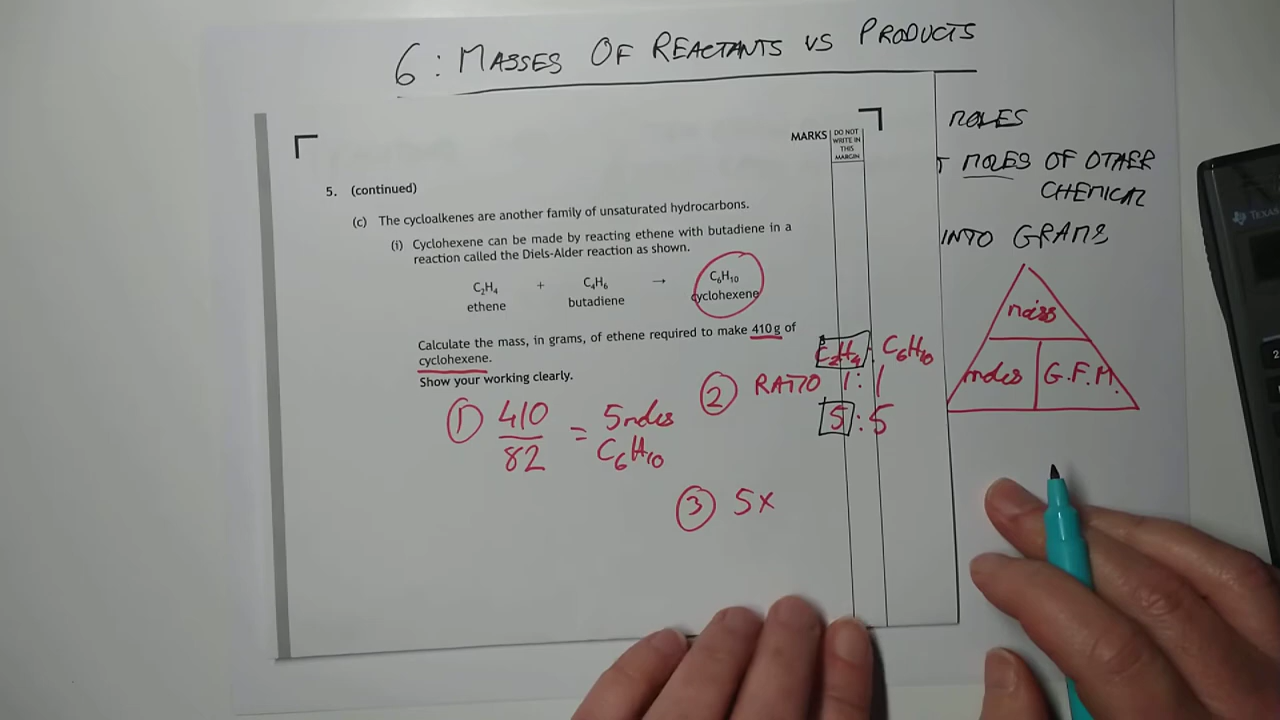 6: MASSES OF REACTANTS VS PRODUCTS
MARKS
DO NOT
WRITE IN
THIS
MARGIN
5. (continued)
(c) The cycloalkenes are another family of unsaturated hydrocarbons.
(i) Cyclohexene can be made by reacting ethene with butadiene in a
reaction called the Diels-Alder reaction as shown.
C₂H₄ + C₄H₆ → C₆H₁₀
ethene butadiene cyclohexene
Calculate the mass, in grams, of ethene required to make 410 g of
cyclohexene.
Show your working clearly.
① 410
82
= 5 moles
C₆H₁₀
C₂H₄ : C₆H₁₀
② RATIO 1 : 1
5 : 5
③ 5x
MOLES
MOLES OF OTHER
CHEMICAL
INTO GRAMS
mass
moles G.F.M.
TEXAS